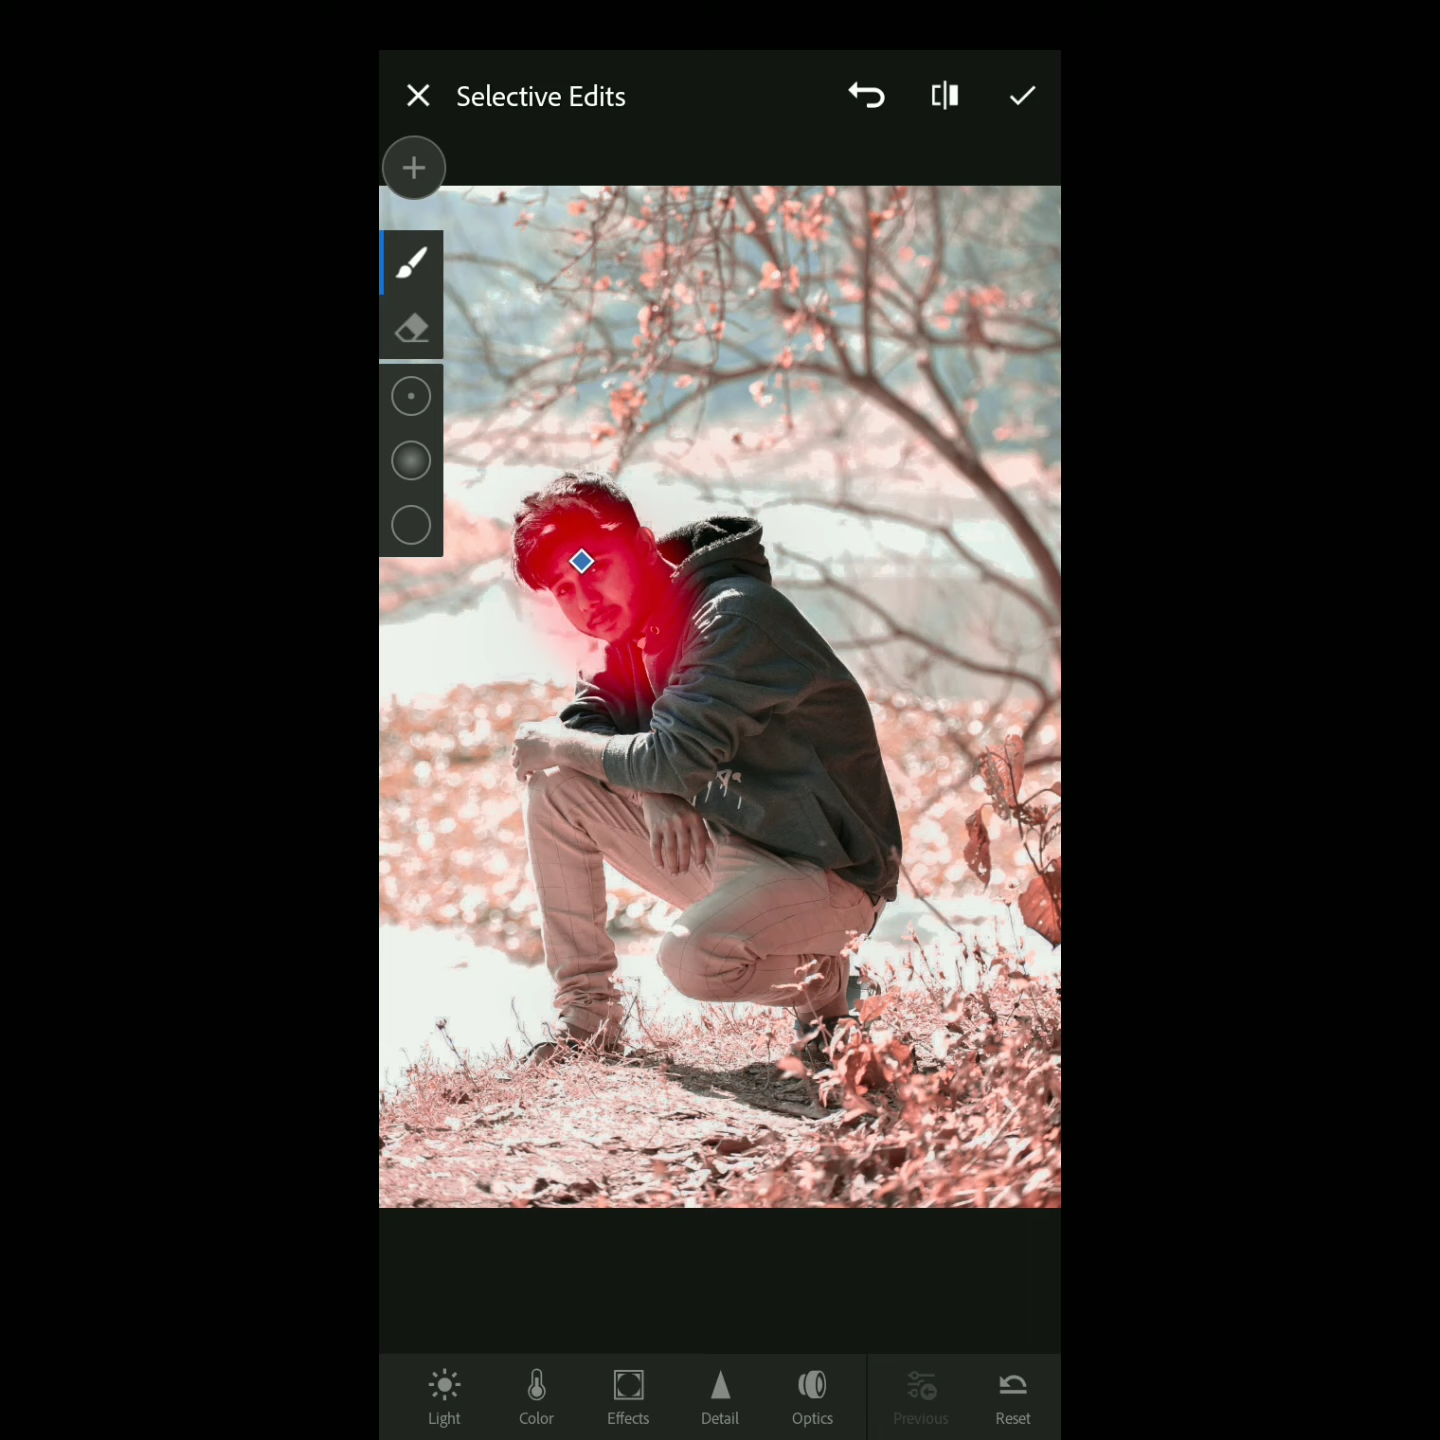 Selective Edits
Light
Color
Effects
Detail
Optics
Previous
Reset